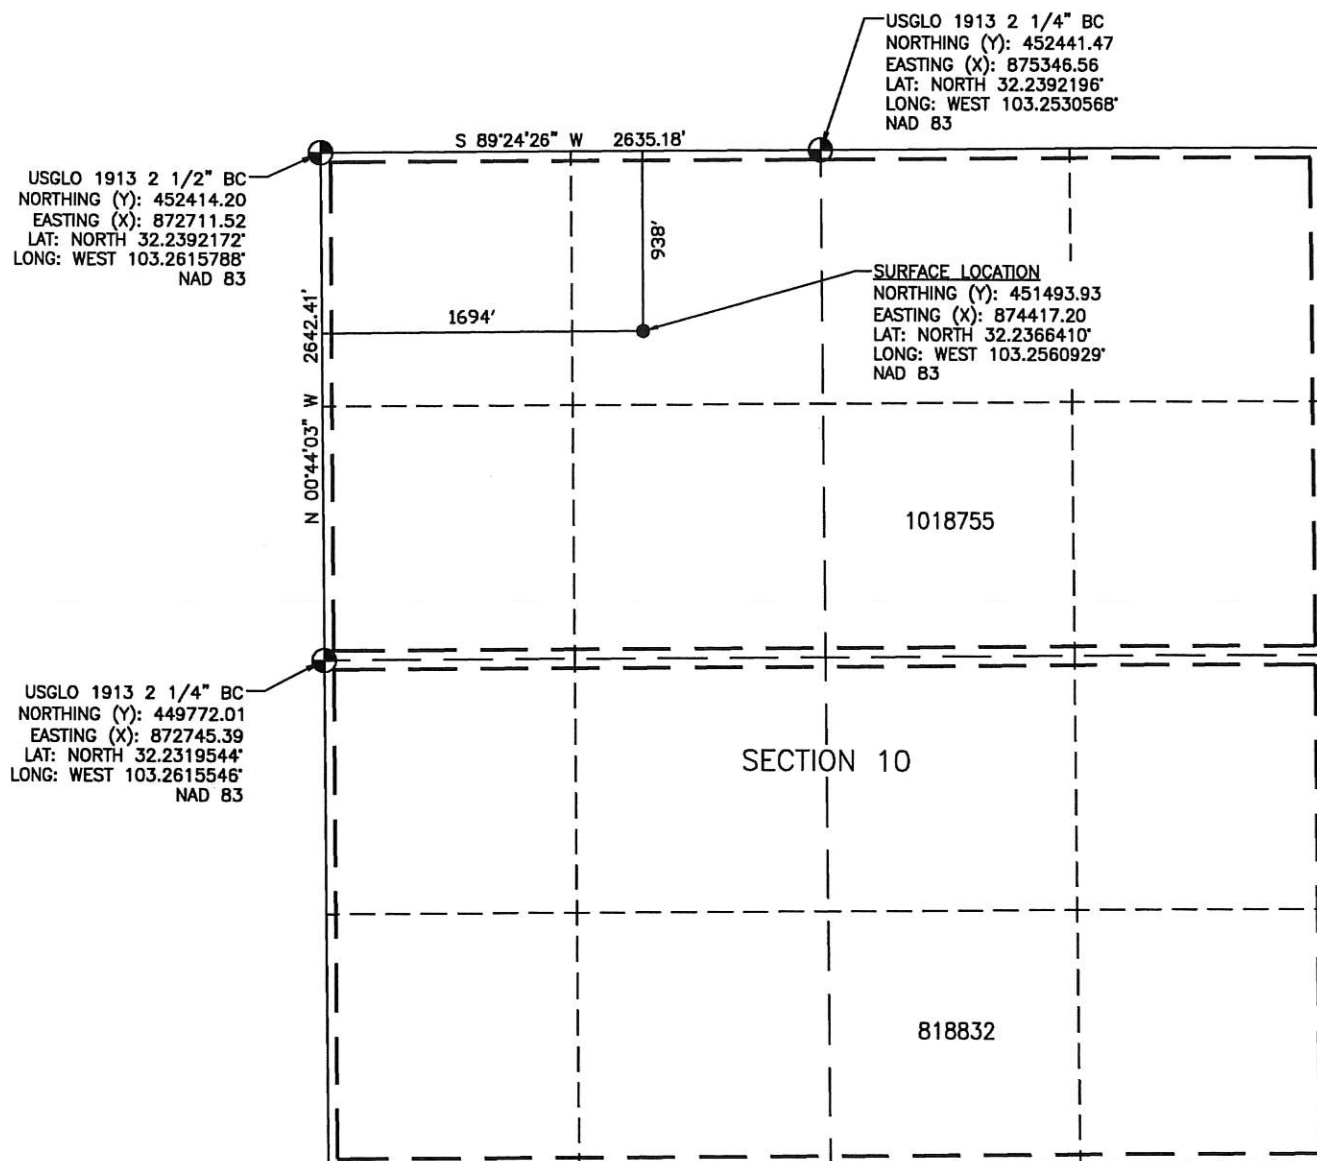 USGLO 1913 2 1/4" BC
NORTHING (Y): 452441.47
EASTING (X): 875346.56
LAT: NORTH 32.2392196°
LONG: WEST 103.2530568°
NAD 83
S 89°24'26" W 2635.18'
USGLO 1913 2 1/2" BC
NORTHING (Y): 452414.20
EASTING (X): 872711.52
LAT: NORTH 32.2392172°
LONG: WEST 103.2615788°
NAD 83
938'
SURFACE LOCATION
NORTHING (Y): 451493.93
EASTING (X): 874417.20
LAT: NORTH 32.2366410°
LONG: WEST 103.2560929°
NAD 83
1694'
N 00°44'03" W 2642.41'
1018755
USGLO 1913 2 1/4" BC
NORTHING (Y): 449772.01
EASTING (X): 872745.39
LAT: NORTH 32.2319544°
LONG: WEST 103.2615546°
NAD 83
SECTION 10
818832